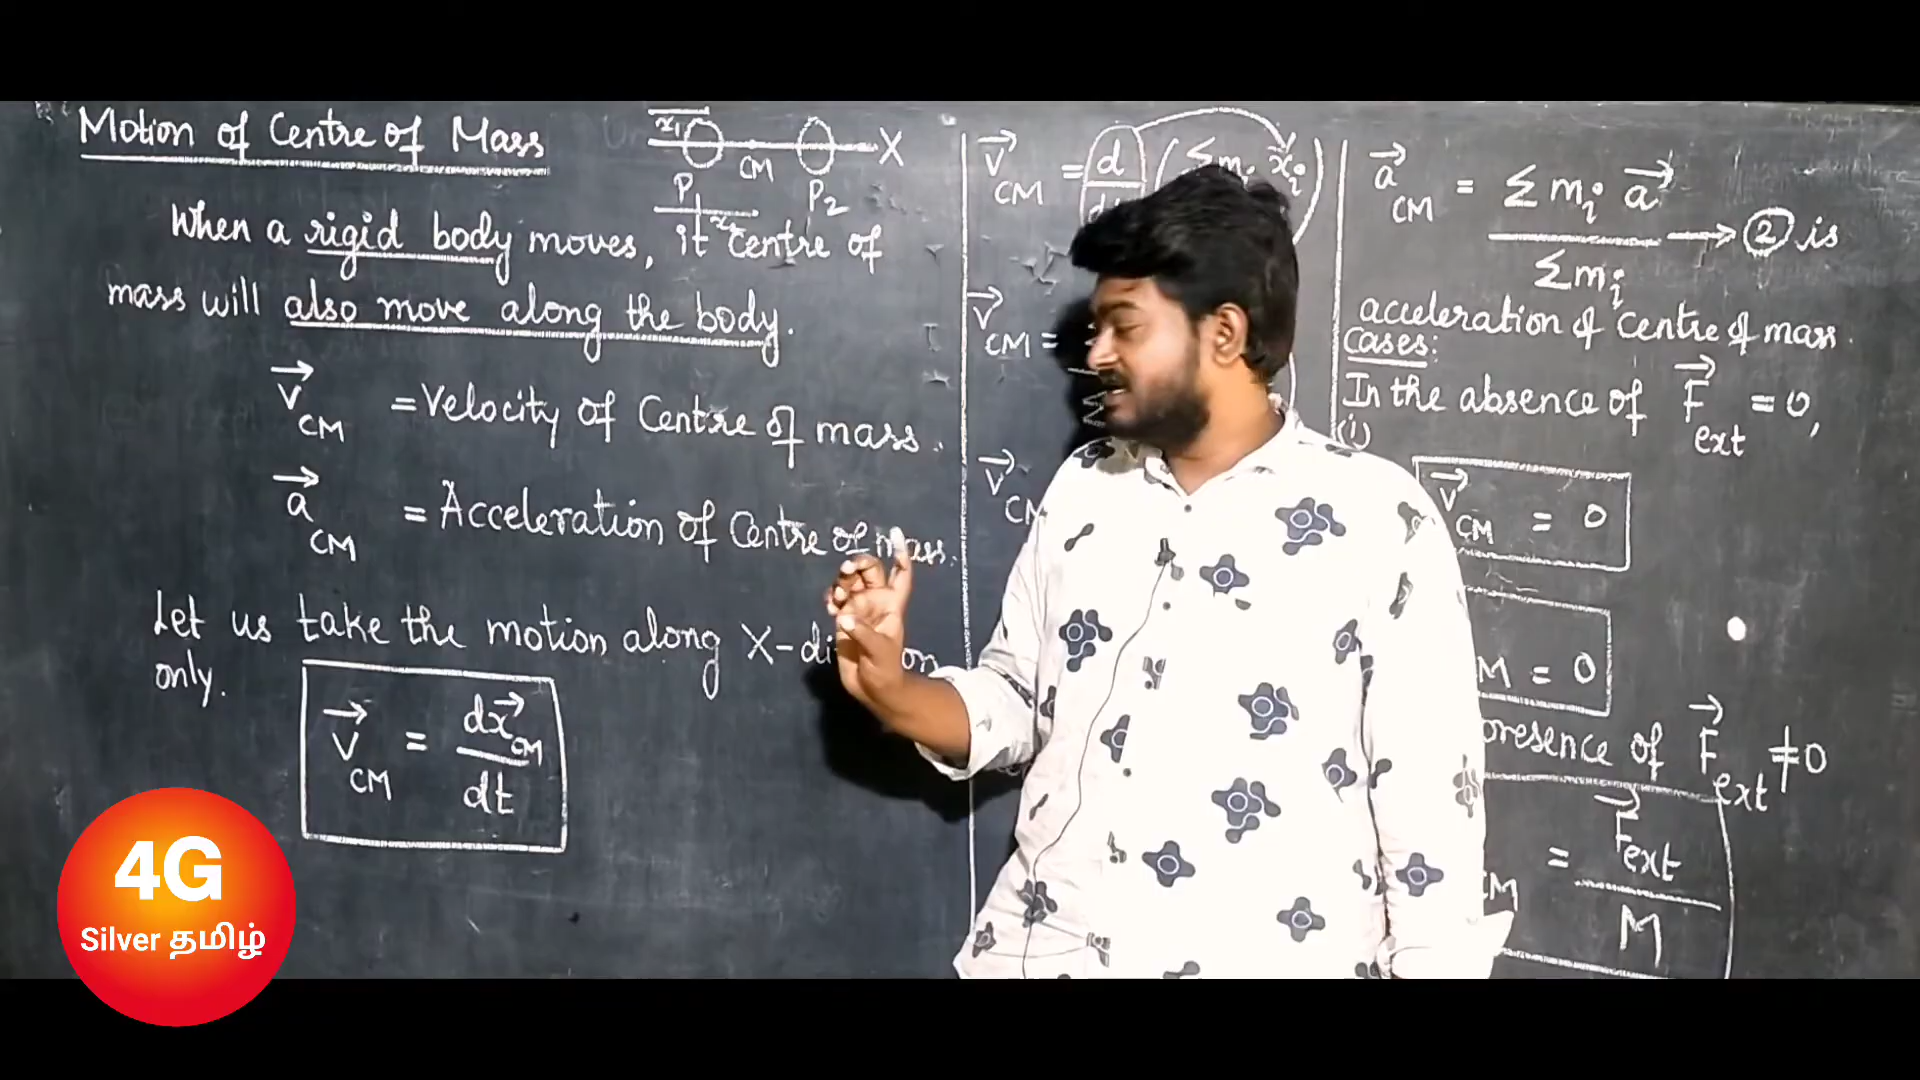 Motion of Centre of Mass
x₁
CM
X
P₁
P₂
When a rigid body moves, it centre of
mass will also move along the body.
v⃗CM = Velocity of Centre of mass.
a⃗CM = Acceleration of Centre of mass.
Let us take the motion along X-
only.
v⃗CM = dx⃗CM / dt
v⃗CM = d
v⃗CM =
v⃗CM
a⃗CM = Σ mᵢ a⃗ / Σmᵢ → ② is
acceleration of centre of mass.
Cases:
In the absence of F⃗ext = 0,
(i)
v⃗CM = 0
M = 0
presence of F⃗ext ≠ 0
CM = F⃗ext / M
4G
Silver தமிழ்